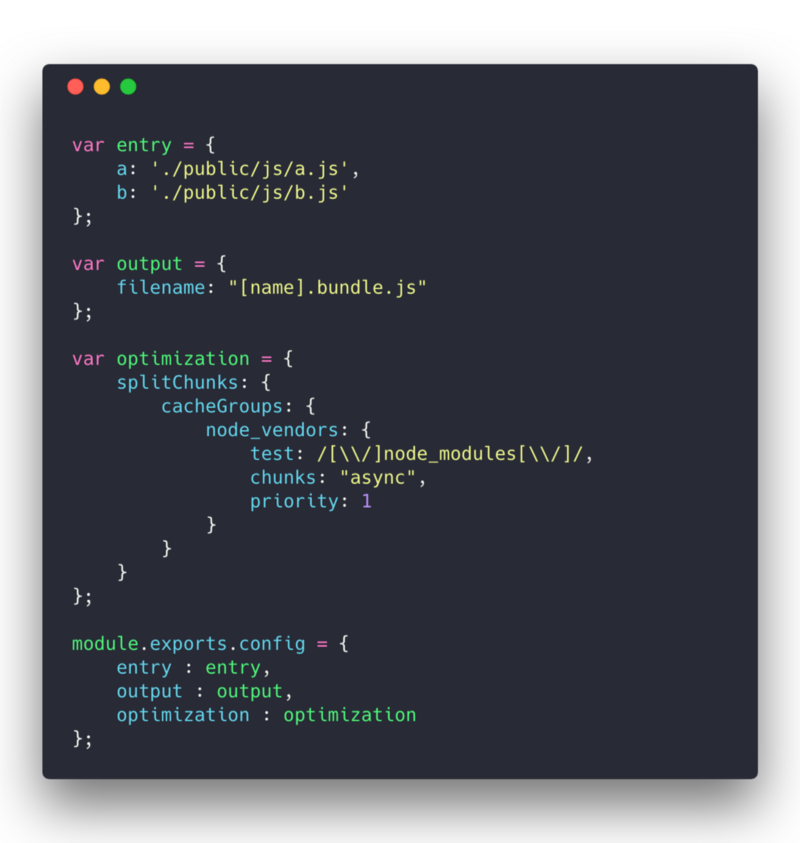 var entry = {
    a: './public/js/a.js',
    b: './public/js/b.js'
};

var output = {
    filename: "[name].bundle.js"
};

var optimization = {
    splitChunks: {
        cacheGroups: {
            node_vendors: {
                test: /[\\/]node_modules[\\/]/,
                chunks: "async",
                priority: 1
            }
        }
    }
};

module.exports.config = {
    entry : entry,
    output : output,
    optimization : optimization
};